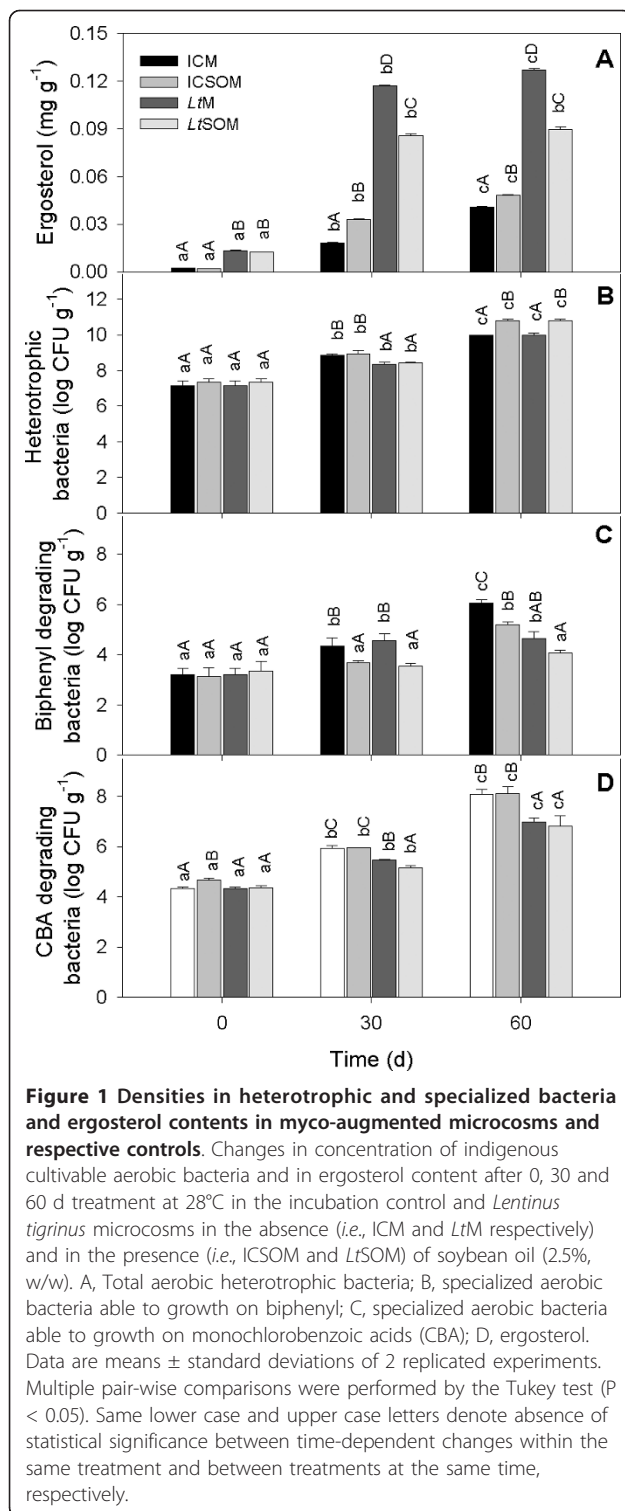 0.15
0.12
0.09
0.06
0.03
0.00
Ergosterol (mg g⁻¹)
ICM
ICSOM
LtM
LtSOM
A
aA aA aB aB
bA bB bD bC
cA cB cD bC
12
10
8
6
4
2
0
Heterotrophic
bacteria (log CFU g⁻¹)
B
aA aA aA aA
bB bB bA bA
cA cB cA cB
8
6
4
2
0
Biphenyl degrading
bacteria (log CFU g⁻¹)
C
aA aA aA aA
bB aA bB aA
cC bB bAB aA
8
6
4
2
0
CBA degrading
bacteria (log CFU g⁻¹)
D
aA aB aA aA
bC bC bB bA
cB cB cA cA
0 30 60
Time (d)
Figure 1 Densities in heterotrophic and specialized bacteria
and ergosterol contents in myco-augmented microcosms and
respective controls. Changes in concentration of indigenous
cultivable aerobic bacteria and in ergosterol content after 0, 30 and
60 d treatment at 28°C in the incubation control and Lentinus
tigrinus microcosms in the absence (i.e., ICM and LtM respectively)
and in the presence (i.e., ICSOM and LtSOM) of soybean oil (2.5%,
w/w). A, Total aerobic heterotrophic bacteria; B, specialized aerobic
bacteria able to growth on biphenyl; C, specialized aerobic bacteria
able to growth on monochlorobenzoic acids (CBA); D, ergosterol.
Data are means ± standard deviations of 2 replicated experiments.
Multiple pair-wise comparisons were performed by the Tukey test (P
< 0.05). Same lower case and upper case letters denote absence of
statistical significance between time-dependent changes within the
same treatment and between treatments at the same time,
respectively.